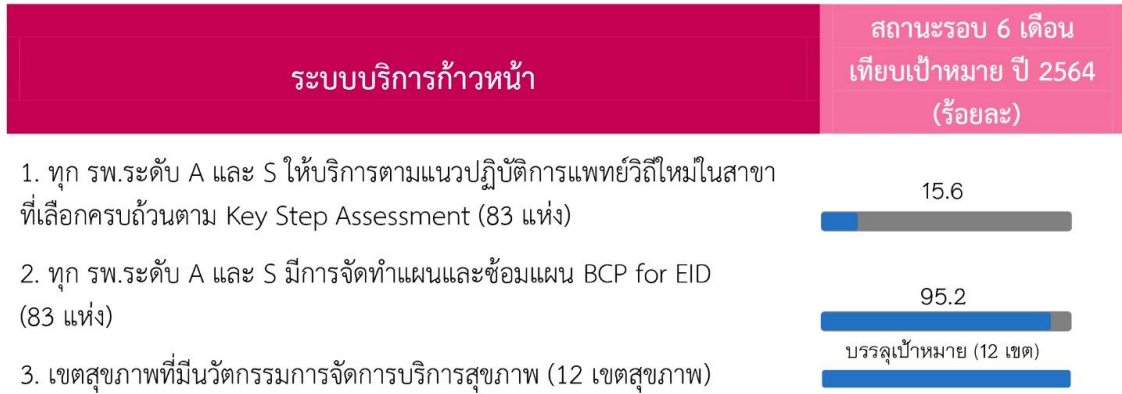 ระบบบริการก้าวหน้า
สถานะรอบ 6 เดือน
เทียบเป้าหมาย ปี 2564
(ร้อยละ)
1. ทุก รพ.ระดับ A และ S ให้บริการตามแนวปฏิบัติการแพทย์วิถีใหม่ในสาขา
ที่เลือกครบถ้วนตาม Key Step Assessment (83 แห่ง)
15.6
2. ทุก รพ.ระดับ A และ S มีการจัดทำแผนและซ้อมแผน BCP for EID
(83 แห่ง)
95.2
บรรลุเป้าหมาย (12 เขต)
3. เขตสุขภาพที่มีนวัตกรรมการจัดการบริการสุขภาพ (12 เขตสุขภาพ)